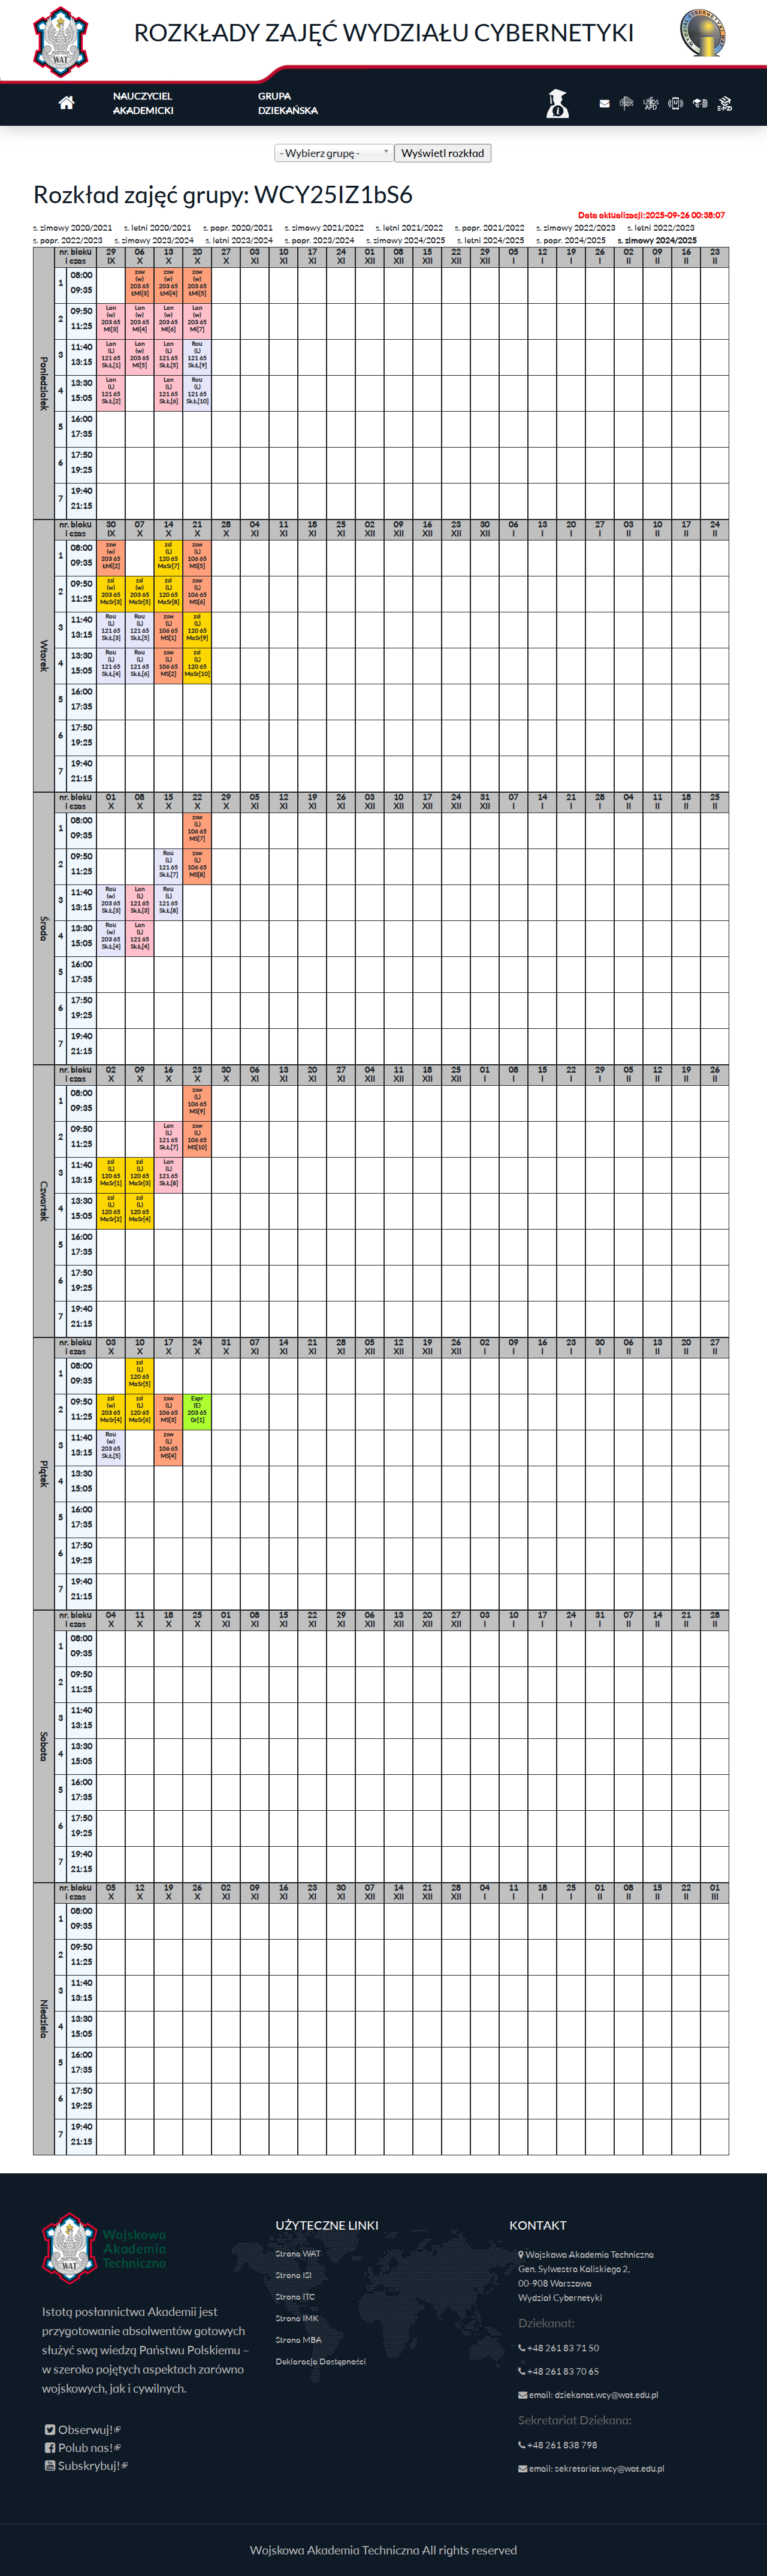 ROZKŁADY ZAJĘĆ WYDZIAŁU CYBERNETYKI
NAUCZYCIEL AKADEMICKI
GRUPA DZIEKAŃSKA
- Wybierz grupę -
Wyświetl rozkład
Rozkład zajęć grupy: WCY25IZ1bS6
Data aktualizacji:2025-09-26 00:38:07
s. zimowy 2020/2021 s. letni 2020/2021 s. popr. 2020/2021 s. zimowy 2021/2022 s. letni 2021/2022 s. popr. 2021/2022 s. zimowy 2022/2023 s. letni 2022/2023
s. popr. 2022/2023 s. zimowy 2023/2024 s. letni 2023/2024 s. popr. 2023/2024 s. zimowy 2024/2025 s. letni 2024/2025 s. popr. 2024/2025 s. zimowy 2024/2025
Poniedziałek
nr. bloku i czas 29 IX 06 X 13 X 20 X 27 X 03 XI 10 XI 17 XI 24 XI 01 XII 08 XII 15 XII 22 XII 29 XII 05 I 12 I 19 I 26 I 02 II 09 II 16 II 23 II
1 08:00 09:35 zsw (w) 203 65 ŁMi[3] zsw (w) 203 65 ŁMi[4] zsw (w) 203 65 ŁMi[5]
2 09:50 11:25 Lan (w) 203 65 MI[3] Lan (w) 203 65 MI[4] Lan (w) 203 65 MI[6] Lan (w) 203 65 MI[7]
3 11:40 13:15 Lan (L) 121 65 Sk.Ł[1] Lan (w) 203 65 MI[5] Lan (L) 121 65 Sk.Ł[5] Rou (L) 121 65 Sk.Ł[9]
4 13:30 15:05 Lan (L) 121 65 Sk.Ł[2] Lan (L) 121 65 Sk.Ł[6] Rou (L) 121 65 Sk.Ł[10]
5 16:00 17:35
6 17:50 19:25
7 19:40 21:15
Wtorek
nr. bloku i czas 30 IX 07 X 14 X 21 X 28 X 04 XI 11 XI 18 XI 25 XI 02 XII 09 XII 16 XII 23 XII 30 XII 06 I 13 I 20 I 27 I 03 II 10 II 17 II 24 II
1 08:00 09:35 zsw (w) 203 65 ŁMi[2] zsl (L) 120 65 MaSr[7] zsw (L) 106 65 MS[5]
2 09:50 11:25 zsl (w) 203 65 MaSr[3] zsl (w) 203 65 MaSr[5] zsl (L) 120 65 MaSr[8] zsw (L) 106 65 MS[6]
3 11:40 13:15 Rou (L) 121 65 Sk.Ł[3] Rou (L) 121 65 Sk.Ł[5] zsw (L) 106 65 MS[1] zsl (L) 120 65 MaSr[9]
4 13:30 15:05 Rou (L) 121 65 Sk.Ł[4] Rou (L) 121 65 Sk.Ł[6] zsw (L) 106 65 MS[2] zsl (L) 120 65 MaSr[10]
5 16:00 17:35
6 17:50 19:25
7 19:40 21:15
Środa
nr. bloku i czas 01 X 08 X 15 X 22 X 29 X 05 XI 12 XI 19 XI 26 XI 03 XII 10 XII 17 XII 24 XII 31 XII 07 I 14 I 21 I 28 I 04 II 11 II 18 II 25 II
1 08:00 09:35 zsw (L) 106 65 MS[7]
2 09:50 11:25 Rou (L) 121 65 Sk.Ł[7] zsw (L) 106 65 MS[8]
3 11:40 13:15 Rou (w) 203 65 Sk.Ł[3] Lan (L) 121 65 Sk.Ł[3] Rou (L) 121 65 Sk.Ł[8]
4 13:30 15:05 Rou (w) 203 65 Sk.Ł[4] Lan (L) 121 65 Sk.Ł[4]
5 16:00 17:35
6 17:50 19:25
7 19:40 21:15
Czwartek
nr. bloku i czas 02 X 09 X 16 X 23 X 30 X 06 XI 13 XI 20 XI 27 XI 04 XII 11 XII 18 XII 25 XII 01 I 08 I 15 I 22 I 29 I 05 II 12 II 19 II 26 II
1 08:00 09:35 zsw (L) 106 65 MS[9]
2 09:50 11:25 Lan (L) 121 65 Sk.Ł[7] zsw (L) 106 65 MS[10]
3 11:40 13:15 zsl (L) 120 65 MaSr[1] zsl (L) 120 65 MaSr[3] Lan (L) 121 65 Sk.Ł[8]
4 13:30 15:05 zsl (L) 120 65 MaSr[2] zsl (L) 120 65 MaSr[4]
5 16:00 17:35
6 17:50 19:25
7 19:40 21:15
Piątek
nr. bloku i czas 03 X 10 X 17 X 24 X 31 X 07 XI 14 XI 21 XI 28 XI 05 XII 12 XII 19 XII 26 XII 02 I 09 I 16 I 23 I 30 I 06 II 13 II 20 II 27 II
1 08:00 09:35 zsl (L) 120 65 MaSr[5]
2 09:50 11:25 zsl (w) 203 65 MaSr[4] zsl (L) 120 65 MaSr[6] zsw (L) 106 65 MS[3] Espr (E) 203 65 Gr[1]
3 11:40 13:15 Rou (w) 203 65 Sk.Ł[5] zsw (L) 106 65 MS[4]
4 13:30 15:05
5 16:00 17:35
6 17:50 19:25
7 19:40 21:15
Sobota
nr. bloku i czas 04 X 11 X 18 X 25 X 01 XI 08 XI 15 XI 22 XI 29 XI 06 XII 13 XII 20 XII 27 XII 03 I 10 I 17 I 24 I 31 I 07 II 14 II 21 II 28 II
1 08:00 09:35
2 09:50 11:25
3 11:40 13:15
4 13:30 15:05
5 16:00 17:35
6 17:50 19:25
7 19:40 21:15
Niedziela
nr. bloku i czas 05 X 12 X 19 X 26 X 02 XI 09 XI 16 XI 23 XI 30 XI 07 XII 14 XII 21 XII 28 XII 04 I 11 I 18 I 25 I 01 II 08 II 15 II 22 II 01 III
1 08:00 09:35
2 09:50 11:25
3 11:40 13:15
4 13:30 15:05
5 16:00 17:35
6 17:50 19:25
7 19:40 21:15
WAT
Wojskowa
Akademia
Techniczna
Istotą posłannictwa Akademii jest
przygotowanie absolwentów gotowych
służyć swą wiedzą Państwu Polskiemu –
w szeroko pojętych aspektach zarówno
wojskowych, jak i cywilnych.
Obserwuj!
Polub nas!
Subskrybuj!
UŻYTECZNE LINKI
Strona WAT
Strona ISI
Strona ITC
Strona IMK
Strona MBA
Deklaracja Dostępności
KONTAKT
Wojskowa Akademia Techniczna
Gen. Sylwestra Kaliskiego 2,
00-908 Warszawa
Wydział Cybernetyki
Dziekanat:
+48 261 83 71 50
+48 261 83 70 65
email: dziekanat.wcy@wat.edu.pl
Sekretariat Dziekana:
+48 261 838 798
email: sekretariat.wcy@wat.edu.pl
Wojskowa Akademia Techniczna All rights reserved